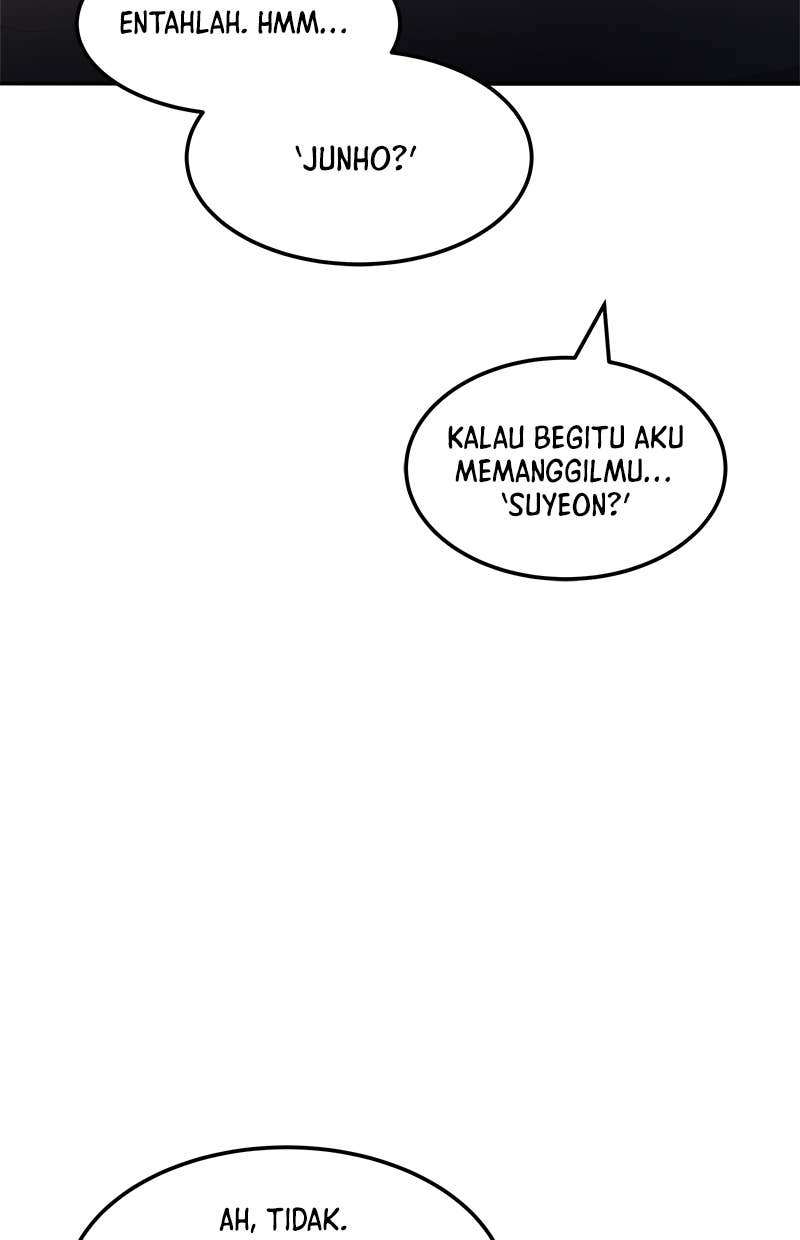 ENTAHLAH. HMM...
'JUNHO?'
KALAU BEGITU AKU
MEMANGGILMU...
'SUYEON?'
AH, TIDAK.